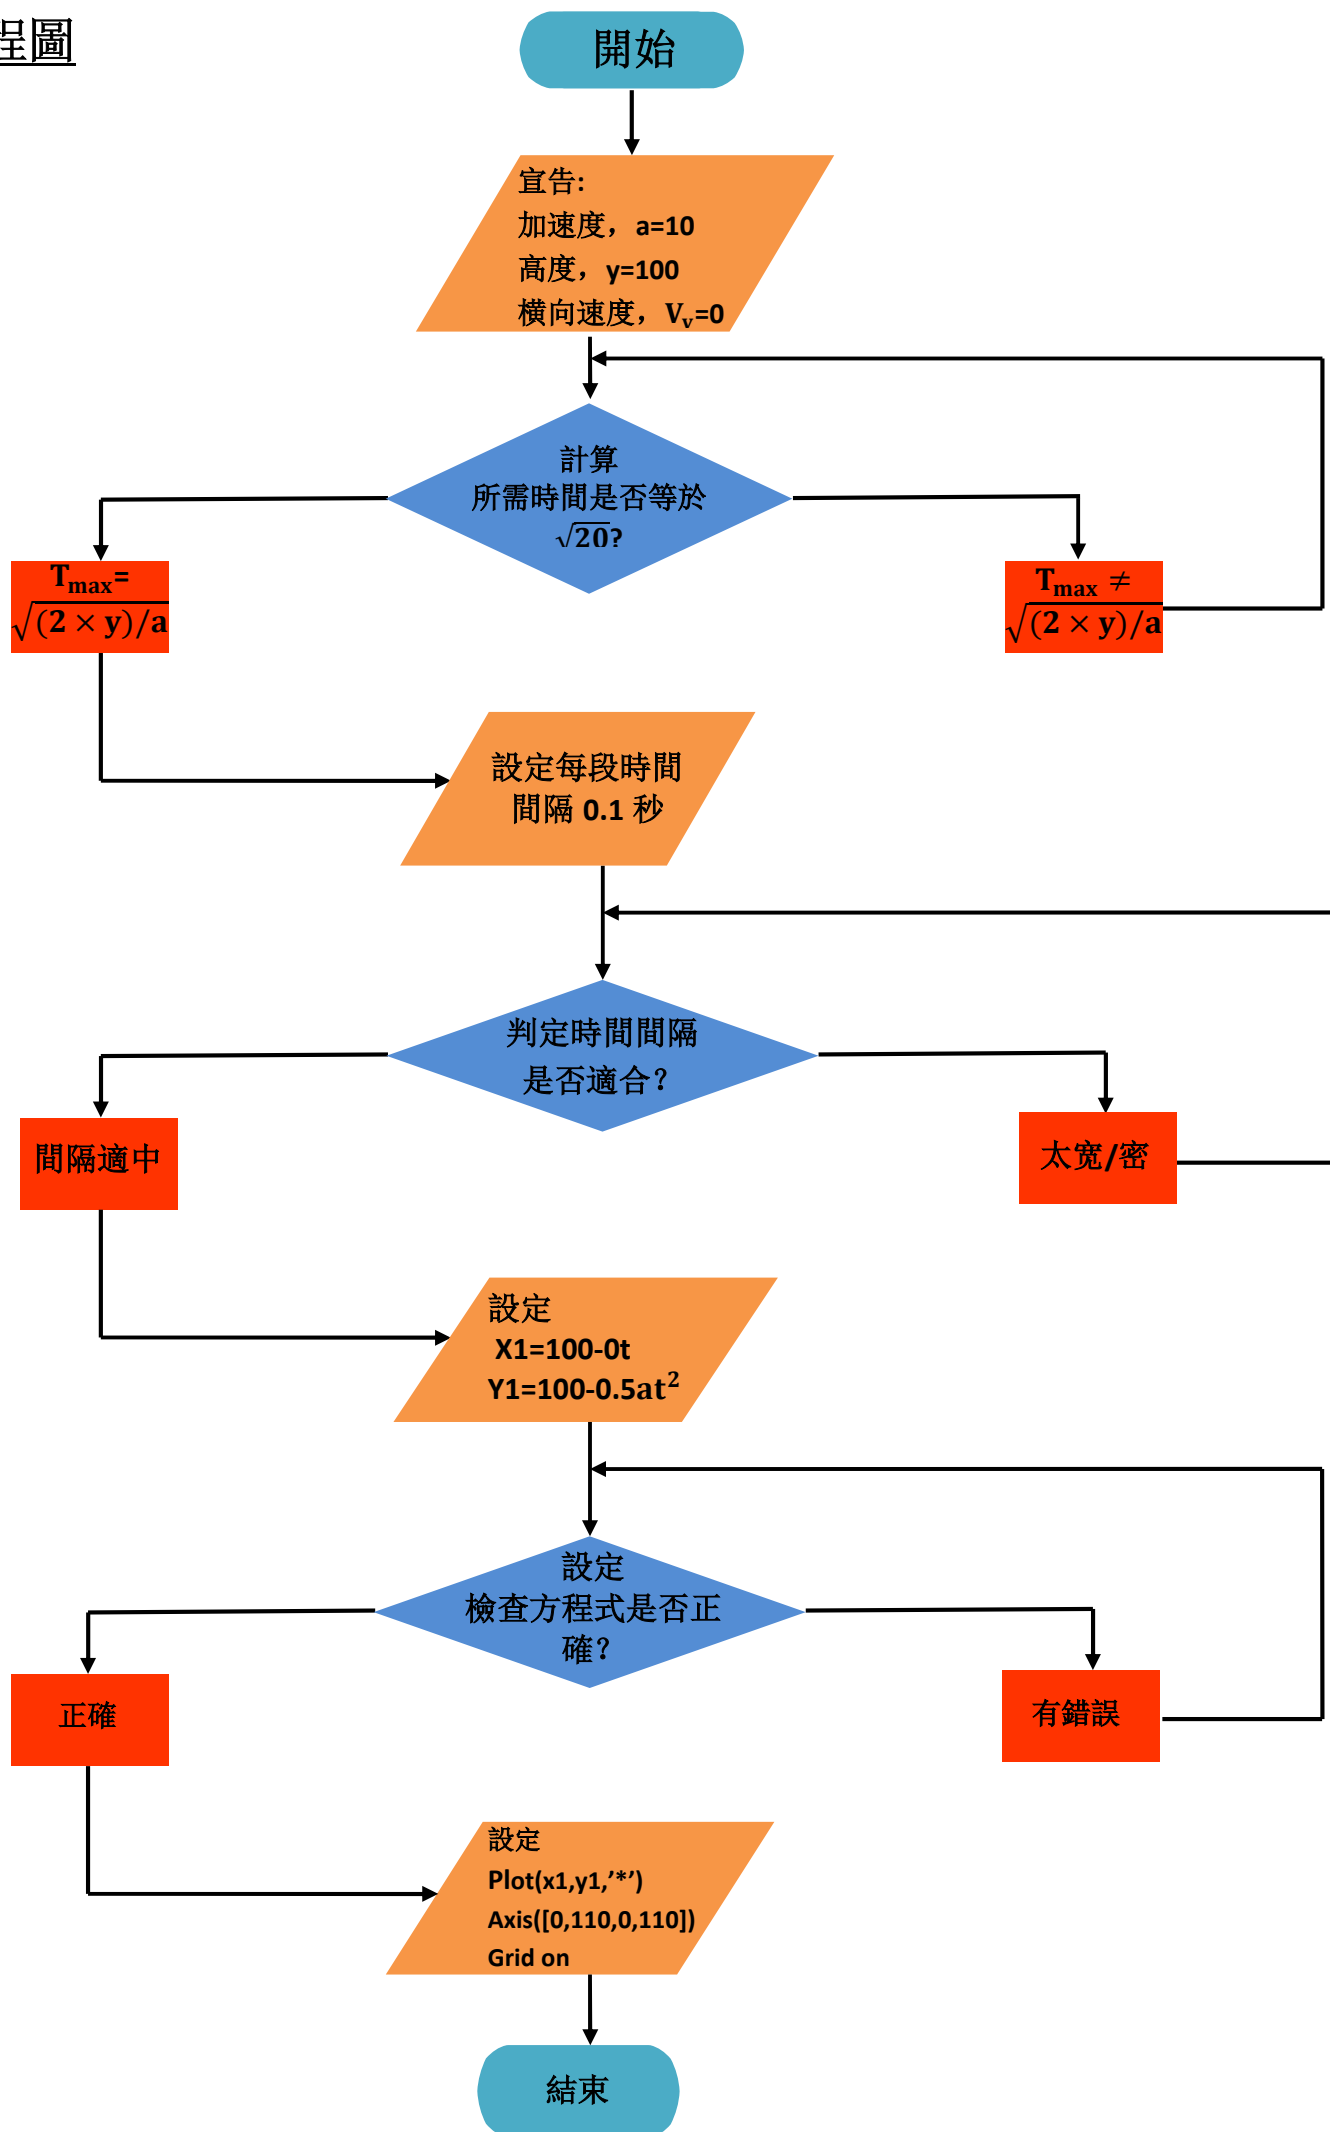 程圖
開始
宣告:
加速度，a=10
高度，y=100
横向速度，Vᵥ=0
計算
所需時間是否等於
√20?
Tmax=
√(2 × y)/a
Tmax ≠
√(2 × y)/a
設定每段時間
間隔 0.1 秒
判定時間間隔
是否適合?
間隔適中
太宽/密
設定
X1=100-0t
Y1=100-0.5at²
設定
檢查方程式是否正
確?
正確
有錯誤
設定
Plot(x1,y1,’*’)
Axis([0,110,0,110])
Grid on
結束